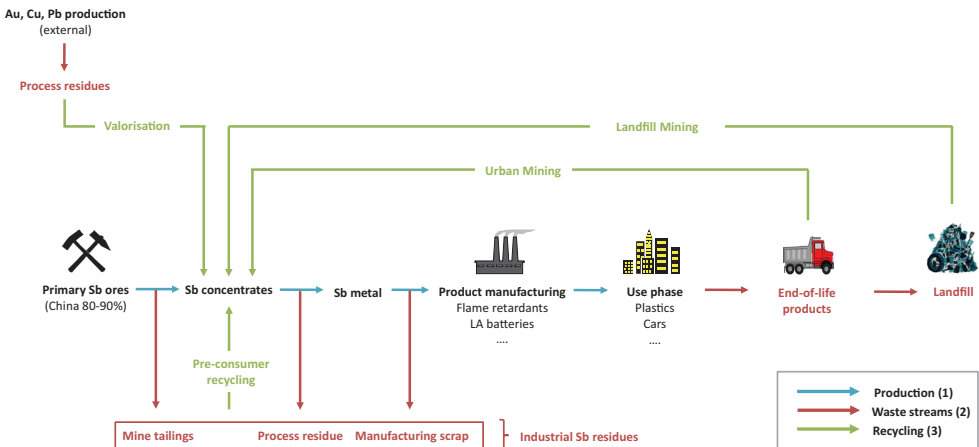 Au, Cu, Pb production
(external)
Process residues
Valorisation
Landfill Mining
Urban Mining
Primary Sb ores
(China 80-90%)
Sb concentrates
Sb metal
Product manufacturing
Flame retardants
LA batteries
....
Use phase
Plastics
Cars
....
End-of-life
products
Landfill
Pre-consumer
recycling
Mine tailings
Process residue
Manufacturing scrap
Industrial Sb residues
Production (1)
Waste streams (2)
Recycling (3)